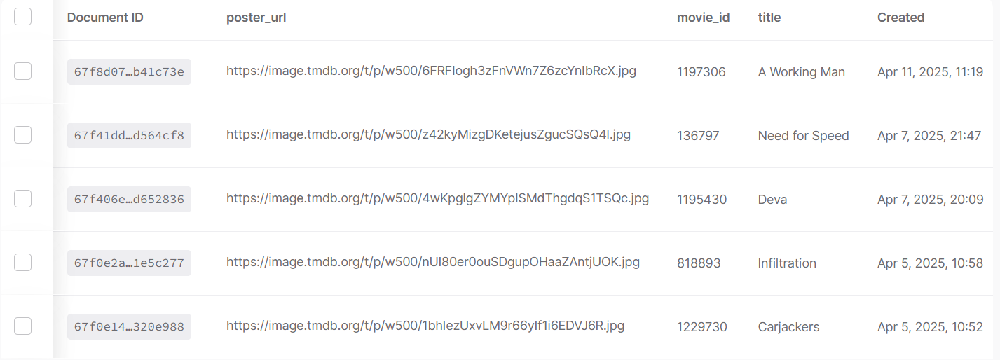 Document ID poster_url movie_id title Created
67f8d07…b41c73e https://image.tmdb.org/t/p/w500/6FRFIogh3zFnVWn7Z6zcYnIbRcX.jpg 1197306 A Working Man Apr 11, 2025, 11:19
67f41dd…d564cf8 https://image.tmdb.org/t/p/w500/z42kyMizgDKetejusZgucSQsQ4l.jpg 136797 Need for Speed Apr 7, 2025, 21:47
67f406e…d652836 https://image.tmdb.org/t/p/w500/4wKpglgZYMYpISMdThgdqS1TSQc.jpg 1195430 Deva Apr 7, 2025, 20:09
67f0e2a…1e5c277 https://image.tmdb.org/t/p/w500/nUI80er0ouSDgupOHaaZAntjUOK.jpg 818893 Infiltration Apr 5, 2025, 10:58
67f0e14…320e988 https://image.tmdb.org/t/p/w500/1bhIezUxvLM9r66yIf1i6EDVJ6R.jpg 1229730 Carjackers Apr 5, 2025, 10:52